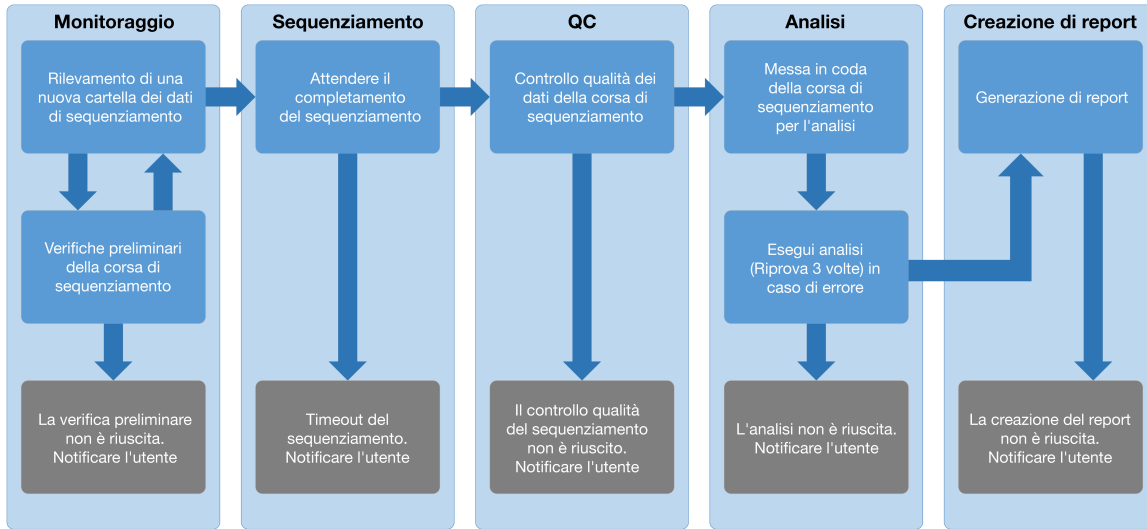 Monitoraggio
Rilevamento di una
nuova cartella dei dati
di sequenziamento
Verifiche preliminari
della corsa di
sequenziamento
La verifica preliminare
non è riuscita.
Notificare l'utente
Sequenziamento
Attendere il
completamento
del sequenziamento
Timeout del
sequenziamento.
Notificare l'utente
QC
Controllo qualità dei
dati della corsa di
sequenziamento
Il controllo qualità
del sequenziamento
non è riuscito.
Notificare l'utente
Analisi
Messa in coda
della corsa di
sequenziamento
per l'analisi
Esegui analisi
(Riprova 3 volte) in
caso di errore
L'analisi non è riuscita.
Notificare l'utente
Creazione di report
Generazione di report
La creazione del report
non è riuscita.
Notificare l'utente